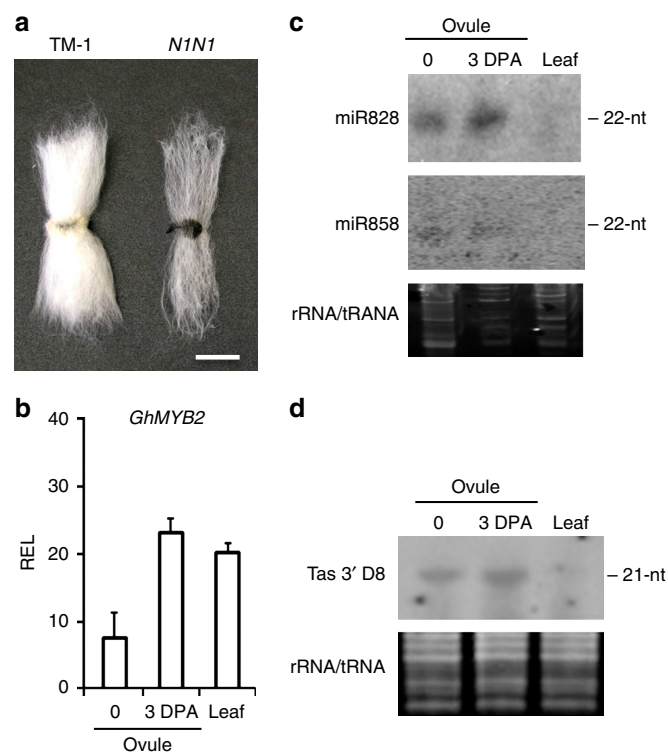 a
TM-1 N1N1
b
GhMYB2
40
30
20
10
0
REL
0 3 DPA Leaf
Ovule
c
Ovule
0 3 DPA Leaf
miR828 – 22-nt
miR858 – 22-nt
rRNA/tRANA
d
Ovule
0 3 DPA Leaf
Tas 3′ D8 – 21-nt
rRNA/tRNA